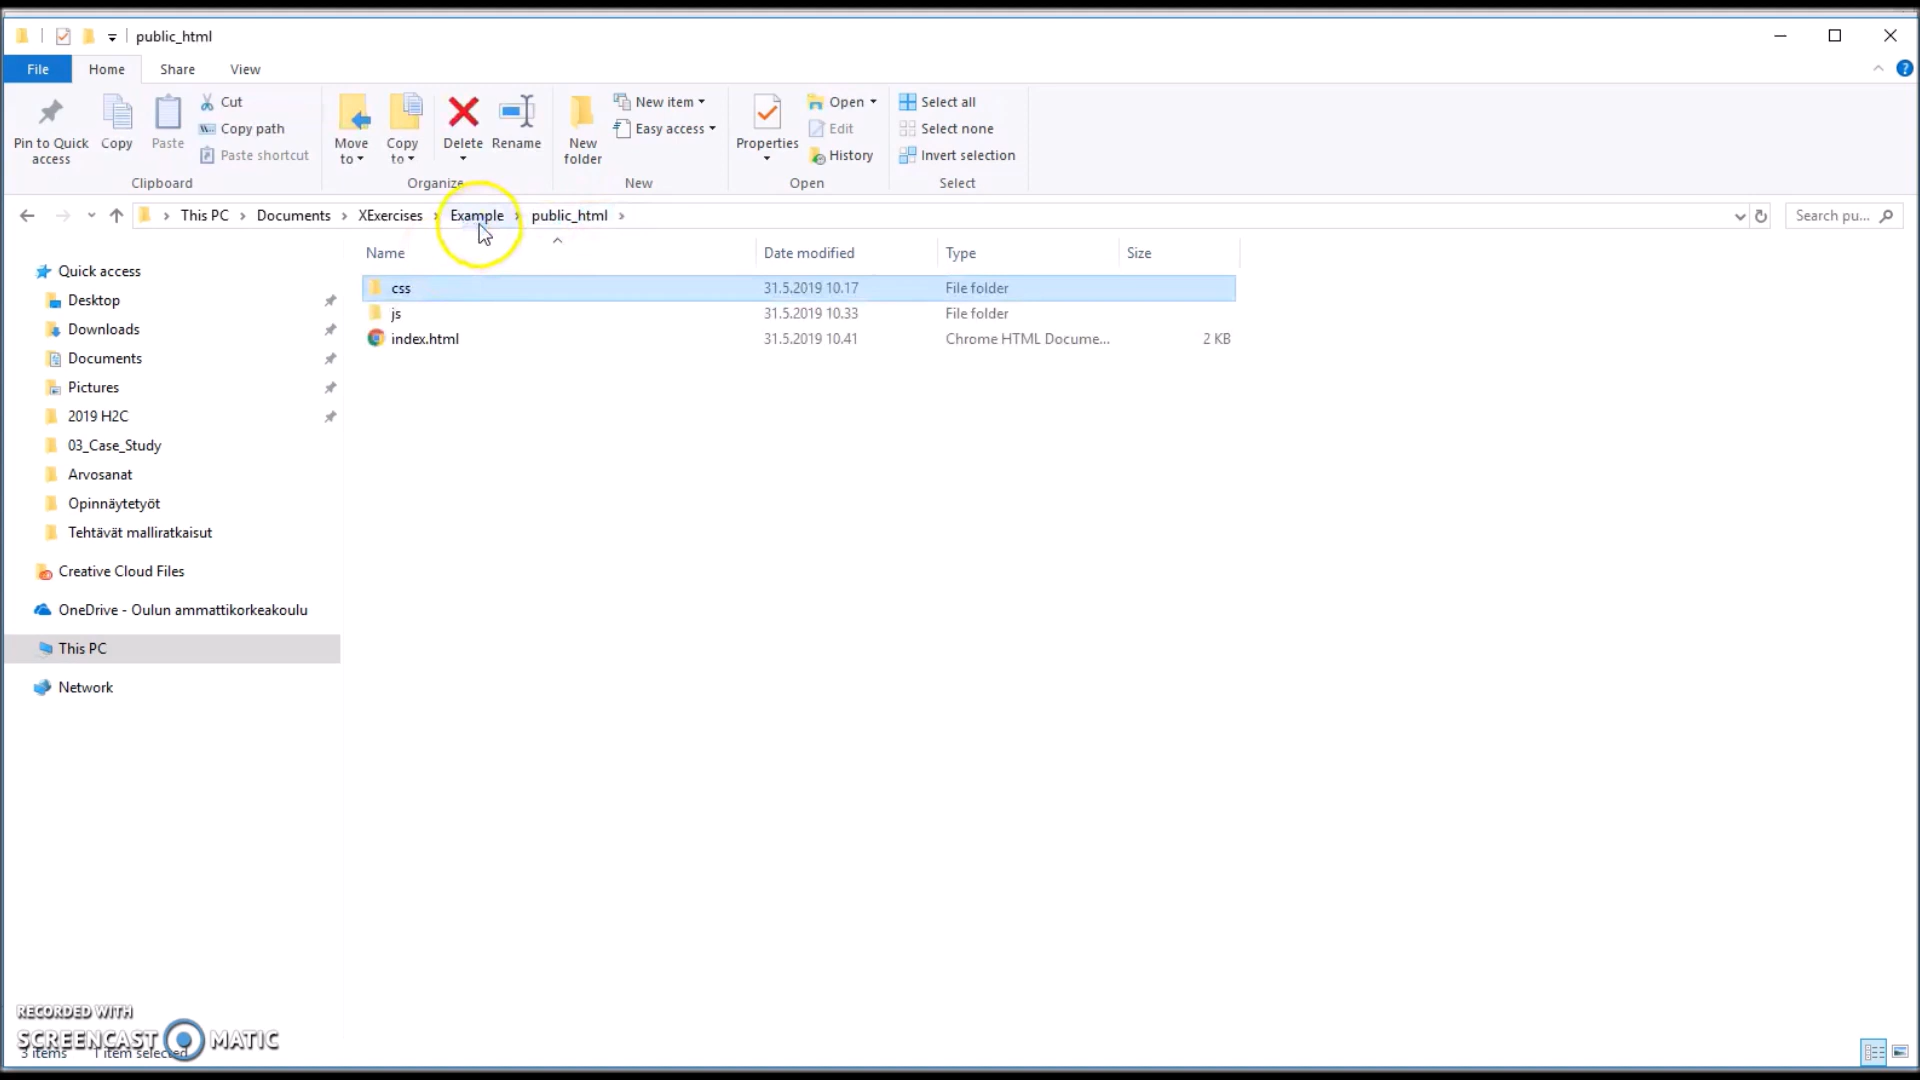 public_html
File Home Share View
Pin to Quick access
Copy
Paste
Cut
Copy path
Paste shortcut
Clipboard
Move to
Copy to
Delete
Rename
Organize
New folder
New item
Easy access
New
Properties
Open
Edit
History
Open
Select all
Select none
Invert selection
Select
This PC > Documents > XExercises > Example > public_html >
Search pu...
Name Date modified Type Size
css 31.5.2019 10.17 File folder
js 31.5.2019 10.33 File folder
index.html 31.5.2019 10.41 Chrome HTML Docume... 2 KB
Quick access
Desktop
Downloads
Documents
Pictures
2019 H2C
03_Case_Study
Arvosanat
Opinnäytetyöt
Tehtävät malliratkaisut
Creative Cloud Files
OneDrive - Oulun ammattikorkeakoulu
This PC
Network
RECORDED WITH
SCREENCAST MATIC
3 items 1 item selected